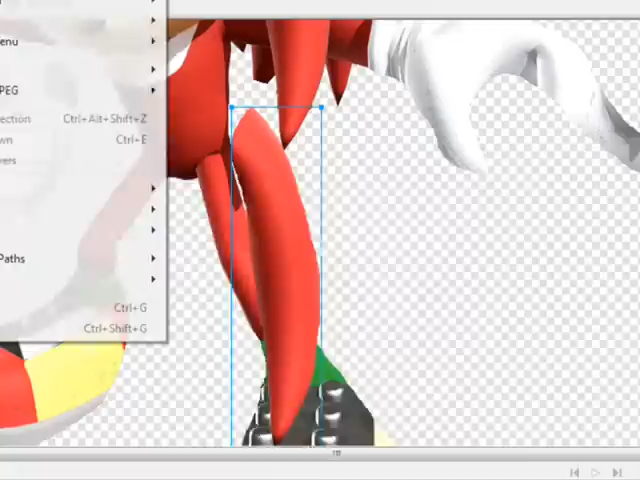 enu
PEG
ection Ctrl+Alt+Shift+Z
wn Ctrl+E
ers
Paths
Ctrl+G
Ctrl+Shift+G